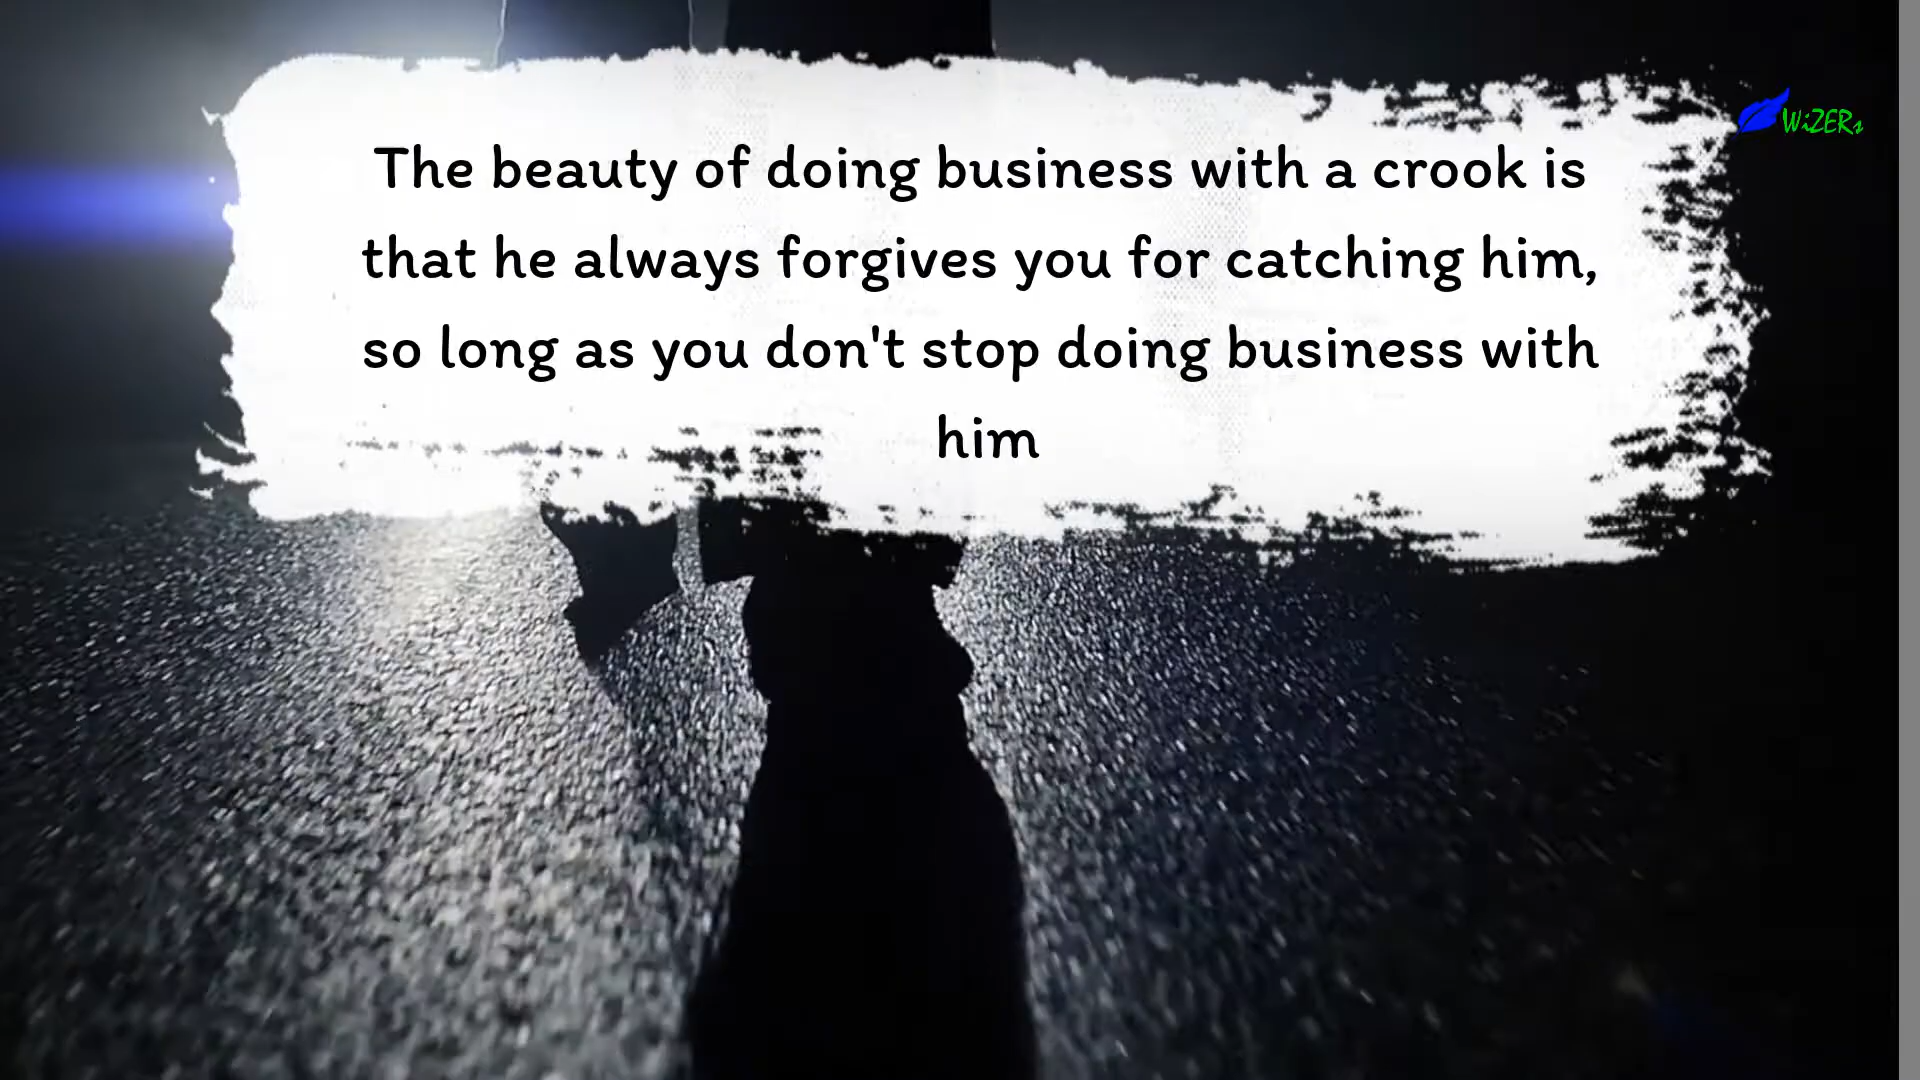 The beauty of doing business with a crook is
that he always forgives you for catching him,
so long as you don't stop doing business with
him
WiZERs